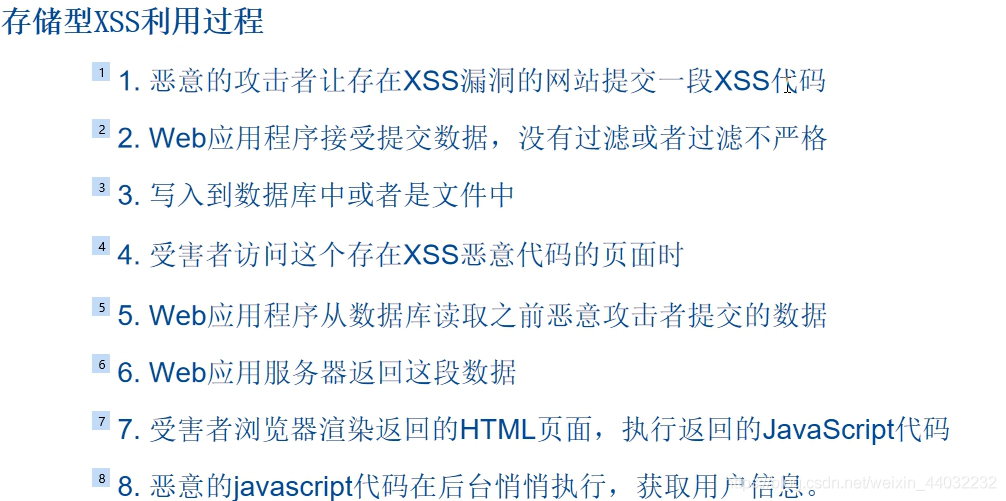 存储型XSS利用过程
1 1. 恶意的攻击者让存在XSS漏洞的网站提交一段XSS代码
2 2. Web应用程序接受提交数据，没有过滤或者过滤不严格
3 3. 写入到数据库中或者是文件中
4 4. 受害者访问这个存在XSS恶意代码的页面时
5 5. Web应用程序从数据库读取之前恶意攻击者提交的数据
6 6. Web应用服务器返回这段数据
7 7. 受害者浏览器渲染返回的HTML页面，执行返回的JavaScript代码
8 8. 恶意的javascript代码在后台悄悄执行，获取用户信息。
csdn.net/weixin_44032232